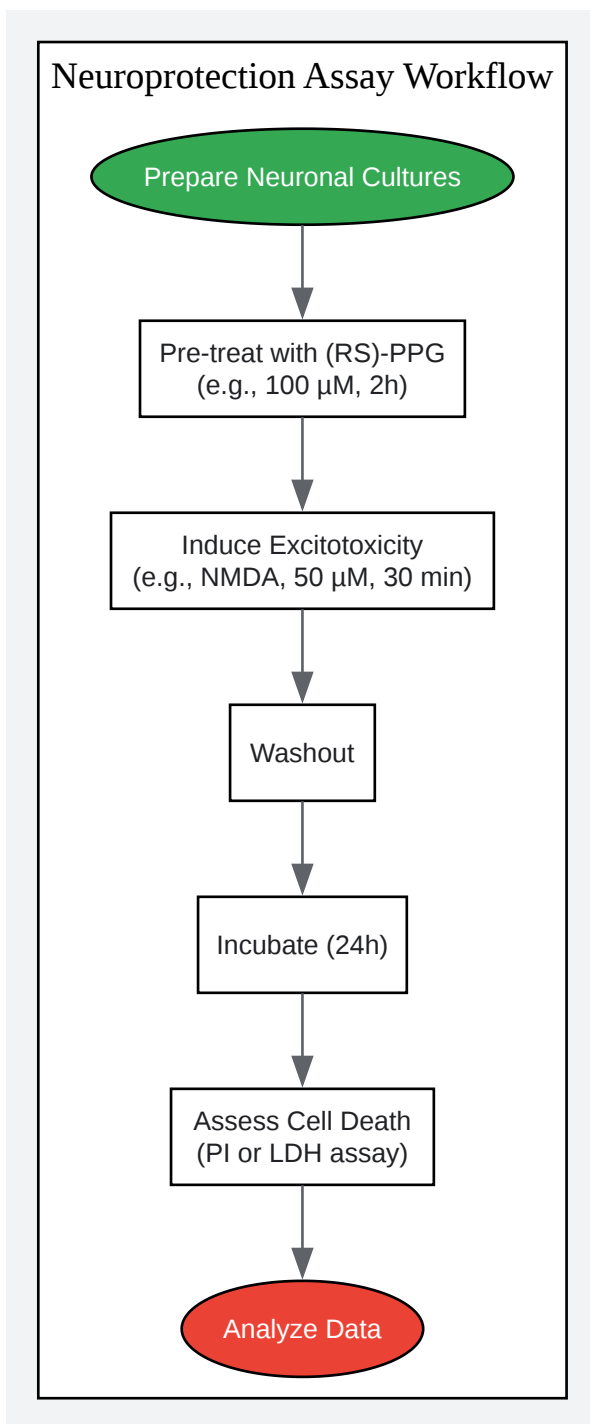 Neuroprotection Assay Workflow
Prepare Neuronal Cultures
Pre-treat with (RS)-PPG
(e.g., 100 µM, 2h)
Induce Excitotoxicity
(e.g., NMDA, 50 µM, 30 min)
Washout
Incubate (24h)
Assess Cell Death
(PI or LDH assay)
Analyze Data